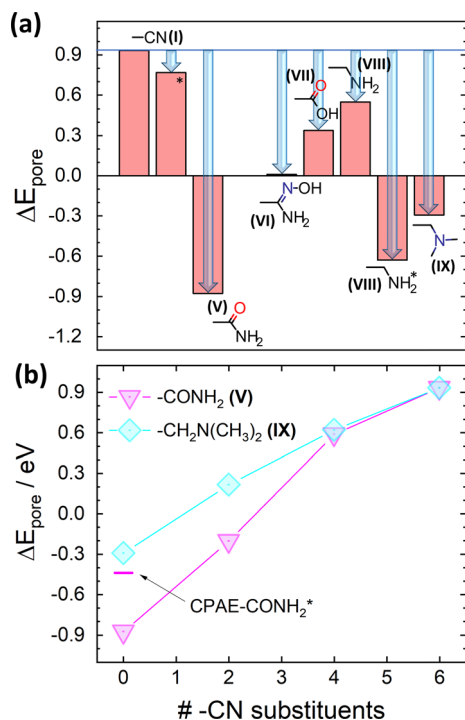 (a)
−CN(I)
0.9
0.6
0.3
0.0
-0.3
-0.6
-0.9
-1.2
ΔE_pore
*
(V)
O
NH₂
(VI)
N−OH
NH₂
(VII)
O
OH
(VIII)
NH₂
(VIII)
NH₂*
(IX)
N
(b)
-CONH₂ (V)
-CH₂N(CH₃)₂ (IX)
CPAE-CONH₂*
0.9
0.6
0.3
0.0
-0.3
-0.6
-0.9
ΔE_pore / eV
0 1 2 3 4 5 6
# -CN substituents